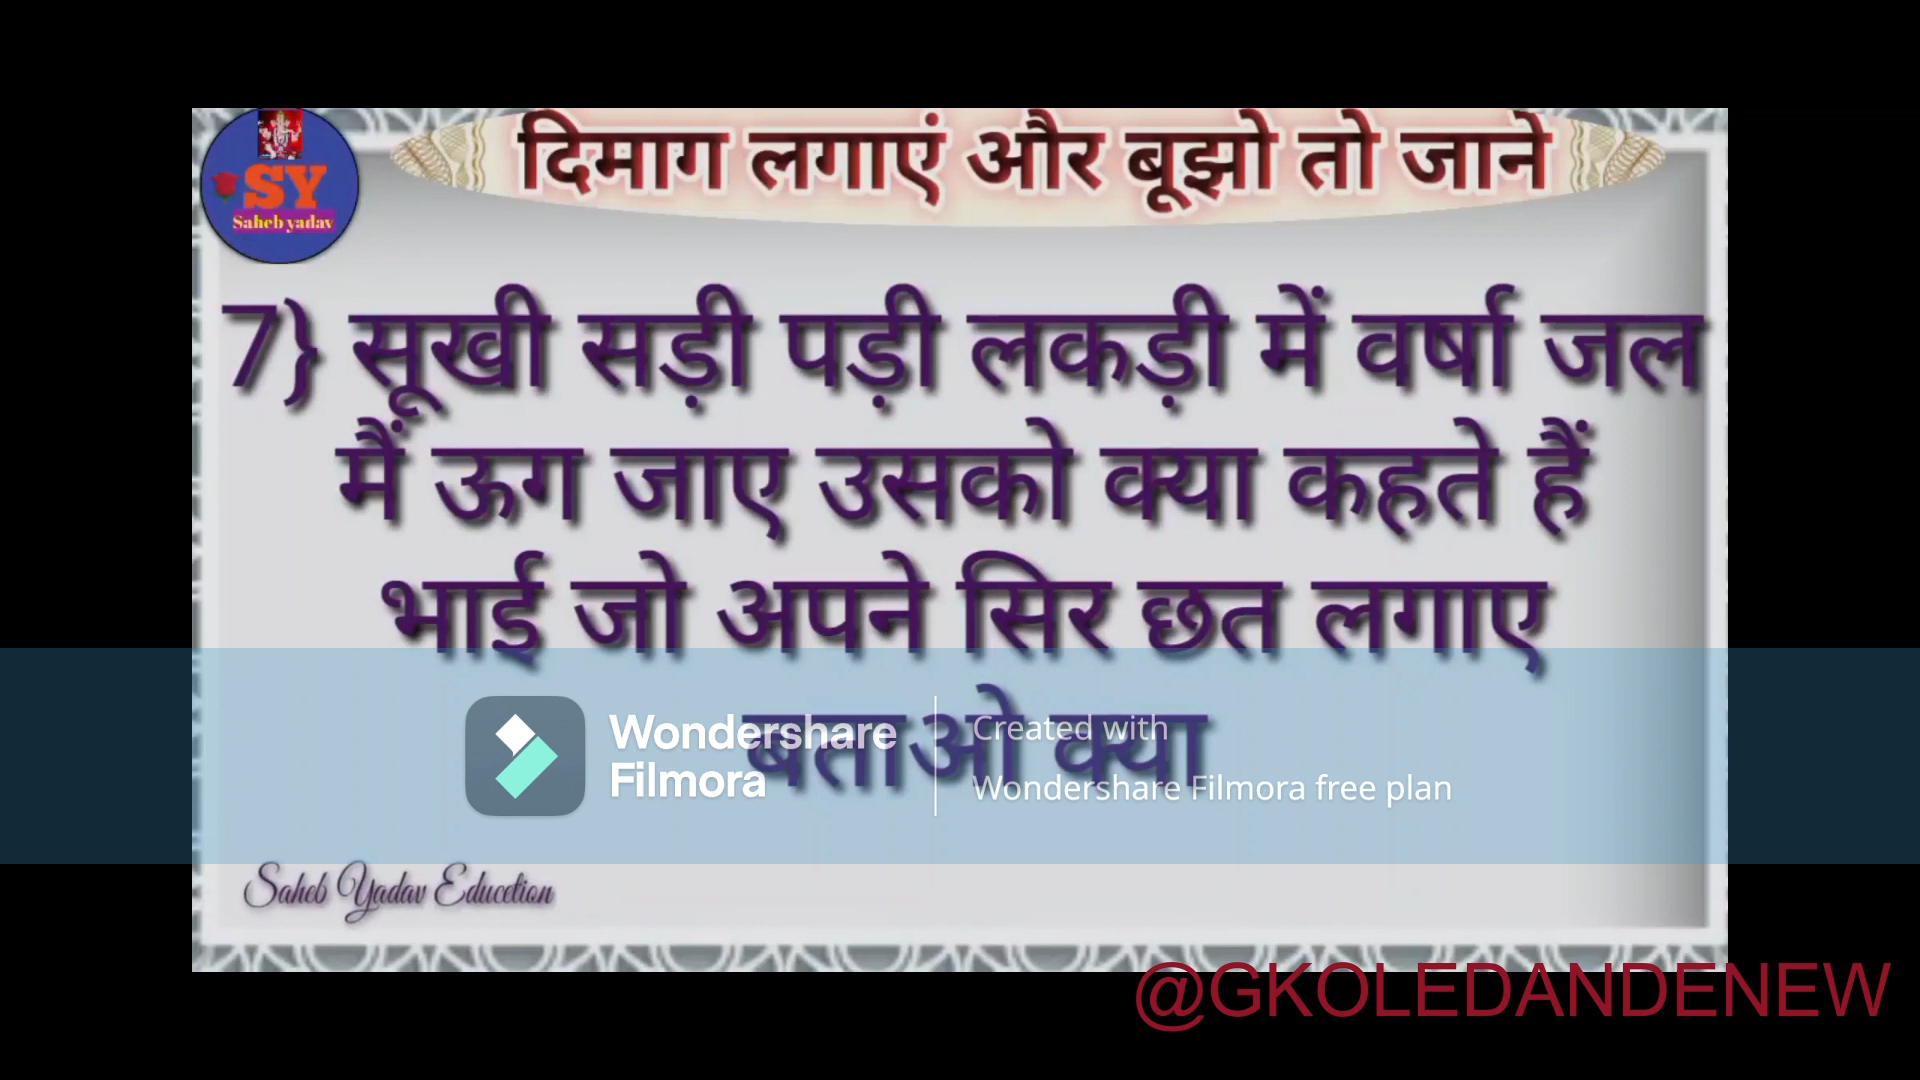 दिमाग लगाएं और बूझो तो जाने
SY
Saheb yadav
7} सूखी सड़ी पड़ी लकड़ी में वर्षा जल
मैं ऊग जाए उसको क्या कहते हैं
भाई जो अपने सिर छत लगाए
बताओ क्या
Wondershare
Filmora
Created with
Wondershare Filmora free plan
Saheb Yadav Education
@GKOLEDANDENEW